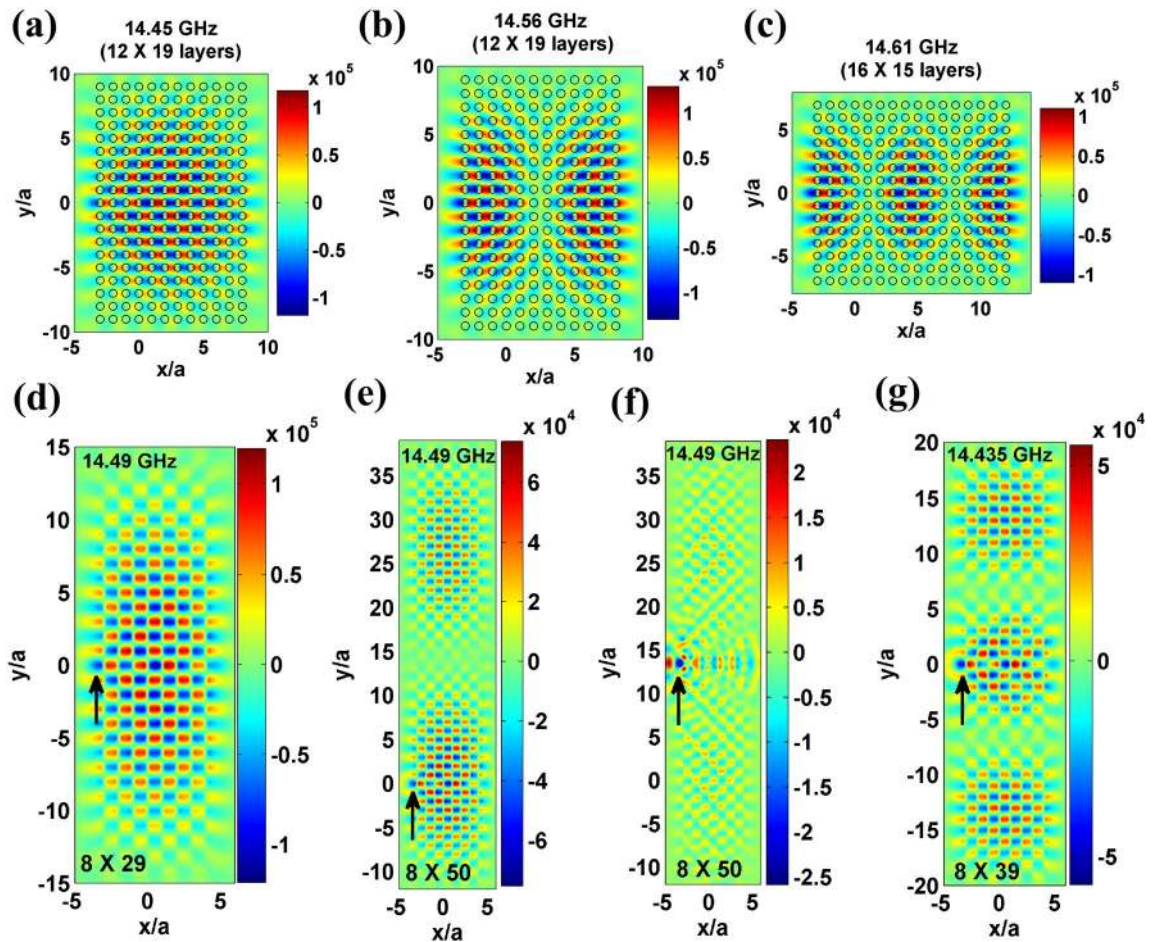 (a)
14.45 GHz
(12 X 19 layers)
x 10^5
10
5
0
-5
-10
y/a
-5 0 5 10
x/a
1
0.5
0
-0.5
-1
(b)
14.56 GHz
(12 X 19 layers)
x 10^5
10
5
0
-5
-10
y/a
-5 0 5 10
x/a
1
0.5
0
-0.5
-1
(c)
14.61 GHz
(16 X 15 layers)
x 10^5
5
0
-5
y/a
-5 0 5 10
x/a
1
0.5
0
-0.5
-1
(d)
x 10^5
14.49 GHz
15
10
5
0
-5
-10
-15
y/a
8 X 29
-5 0 5
x/a
1
0.5
0
-0.5
-1
(e)
x 10^4
14.49 GHz
35
30
25
20
15
10
5
0
-5
-10
y/a
8 X 50
-5 0 5
x/a
6
4
2
0
-2
-4
-6
(f)
x 10^4
14.49 GHz
35
30
25
20
15
10
5
0
-5
-10
y/a
8 X 50
-5 0 5
x/a
2
1.5
1
0.5
0
-0.5
-1
-1.5
-2
-2.5
(g)
x 10^4
14.435 GHz
20
15
10
5
0
-5
-10
-15
-20
y/a
8 X 39
-5 0 5
x/a
5
0
-5